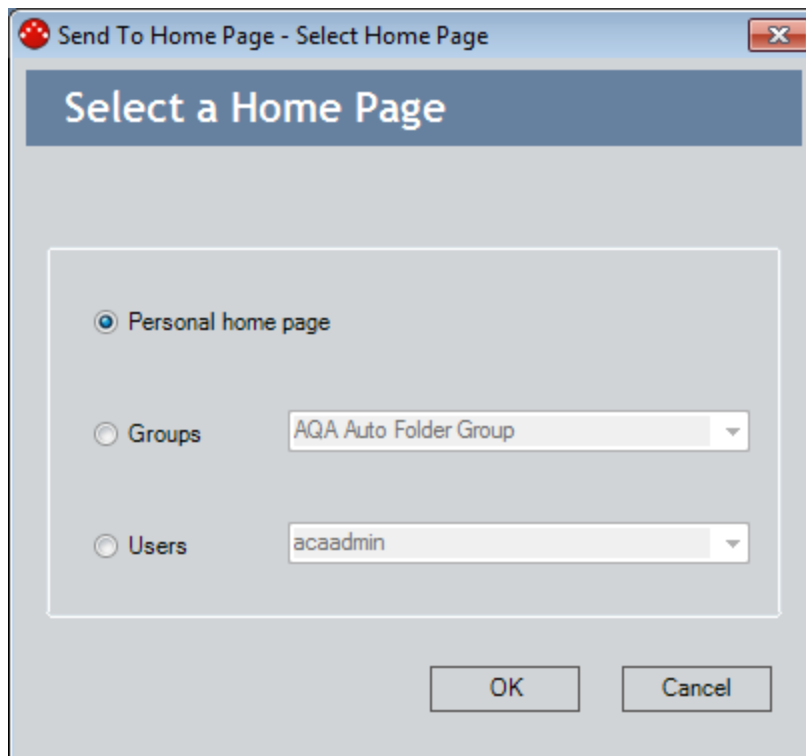 Send To Home Page - Select Home Page
Select a Home Page
Personal home page
Groups AQA Auto Folder Group
Users acaadmin
OK Cancel